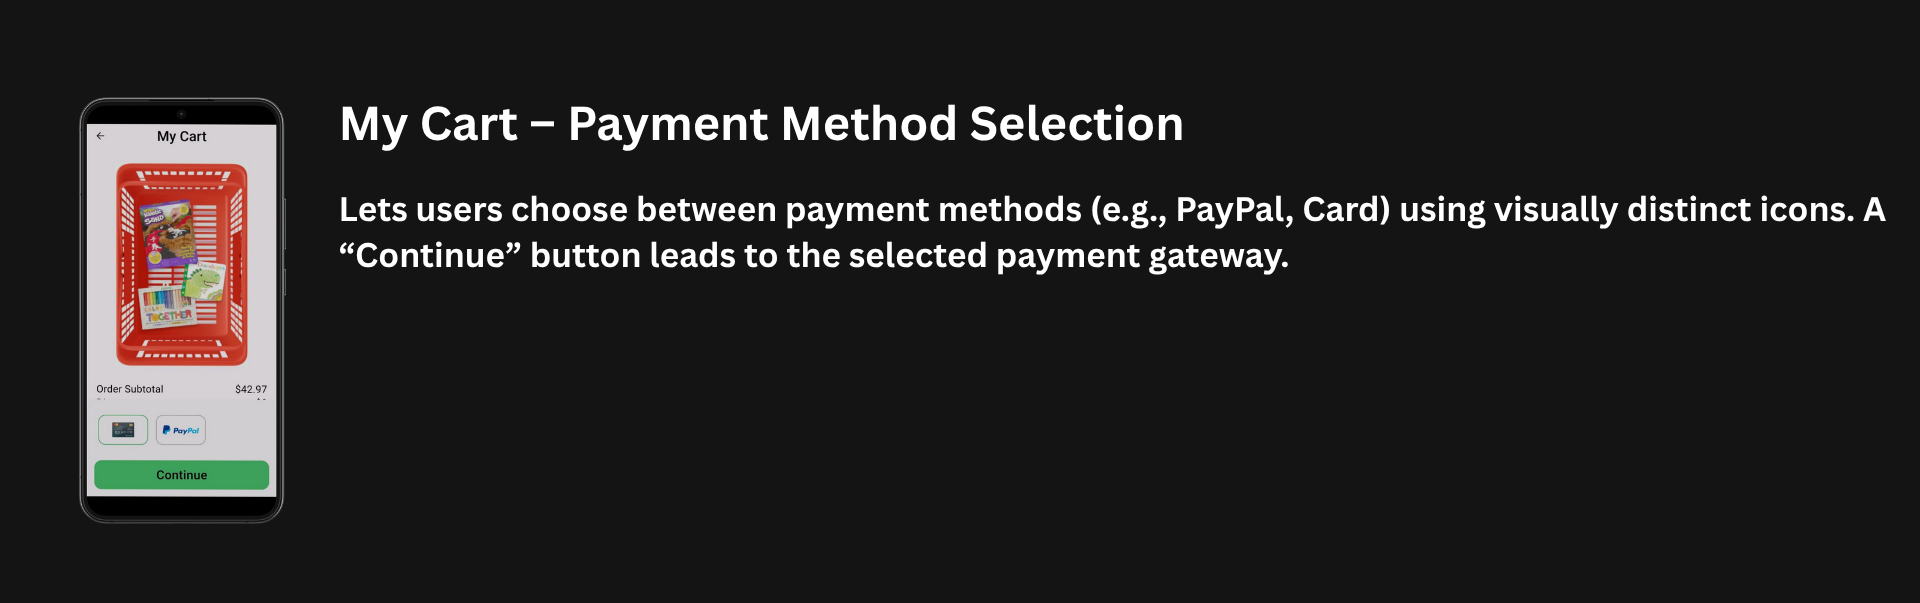 My Cart
Order Subtotal $42.97
PayPal
Continue
TOGETHER
My Cart – Payment Method Selection
Lets users choose between payment methods (e.g., PayPal, Card) using visually distinct icons. A
“Continue” button leads to the selected payment gateway.